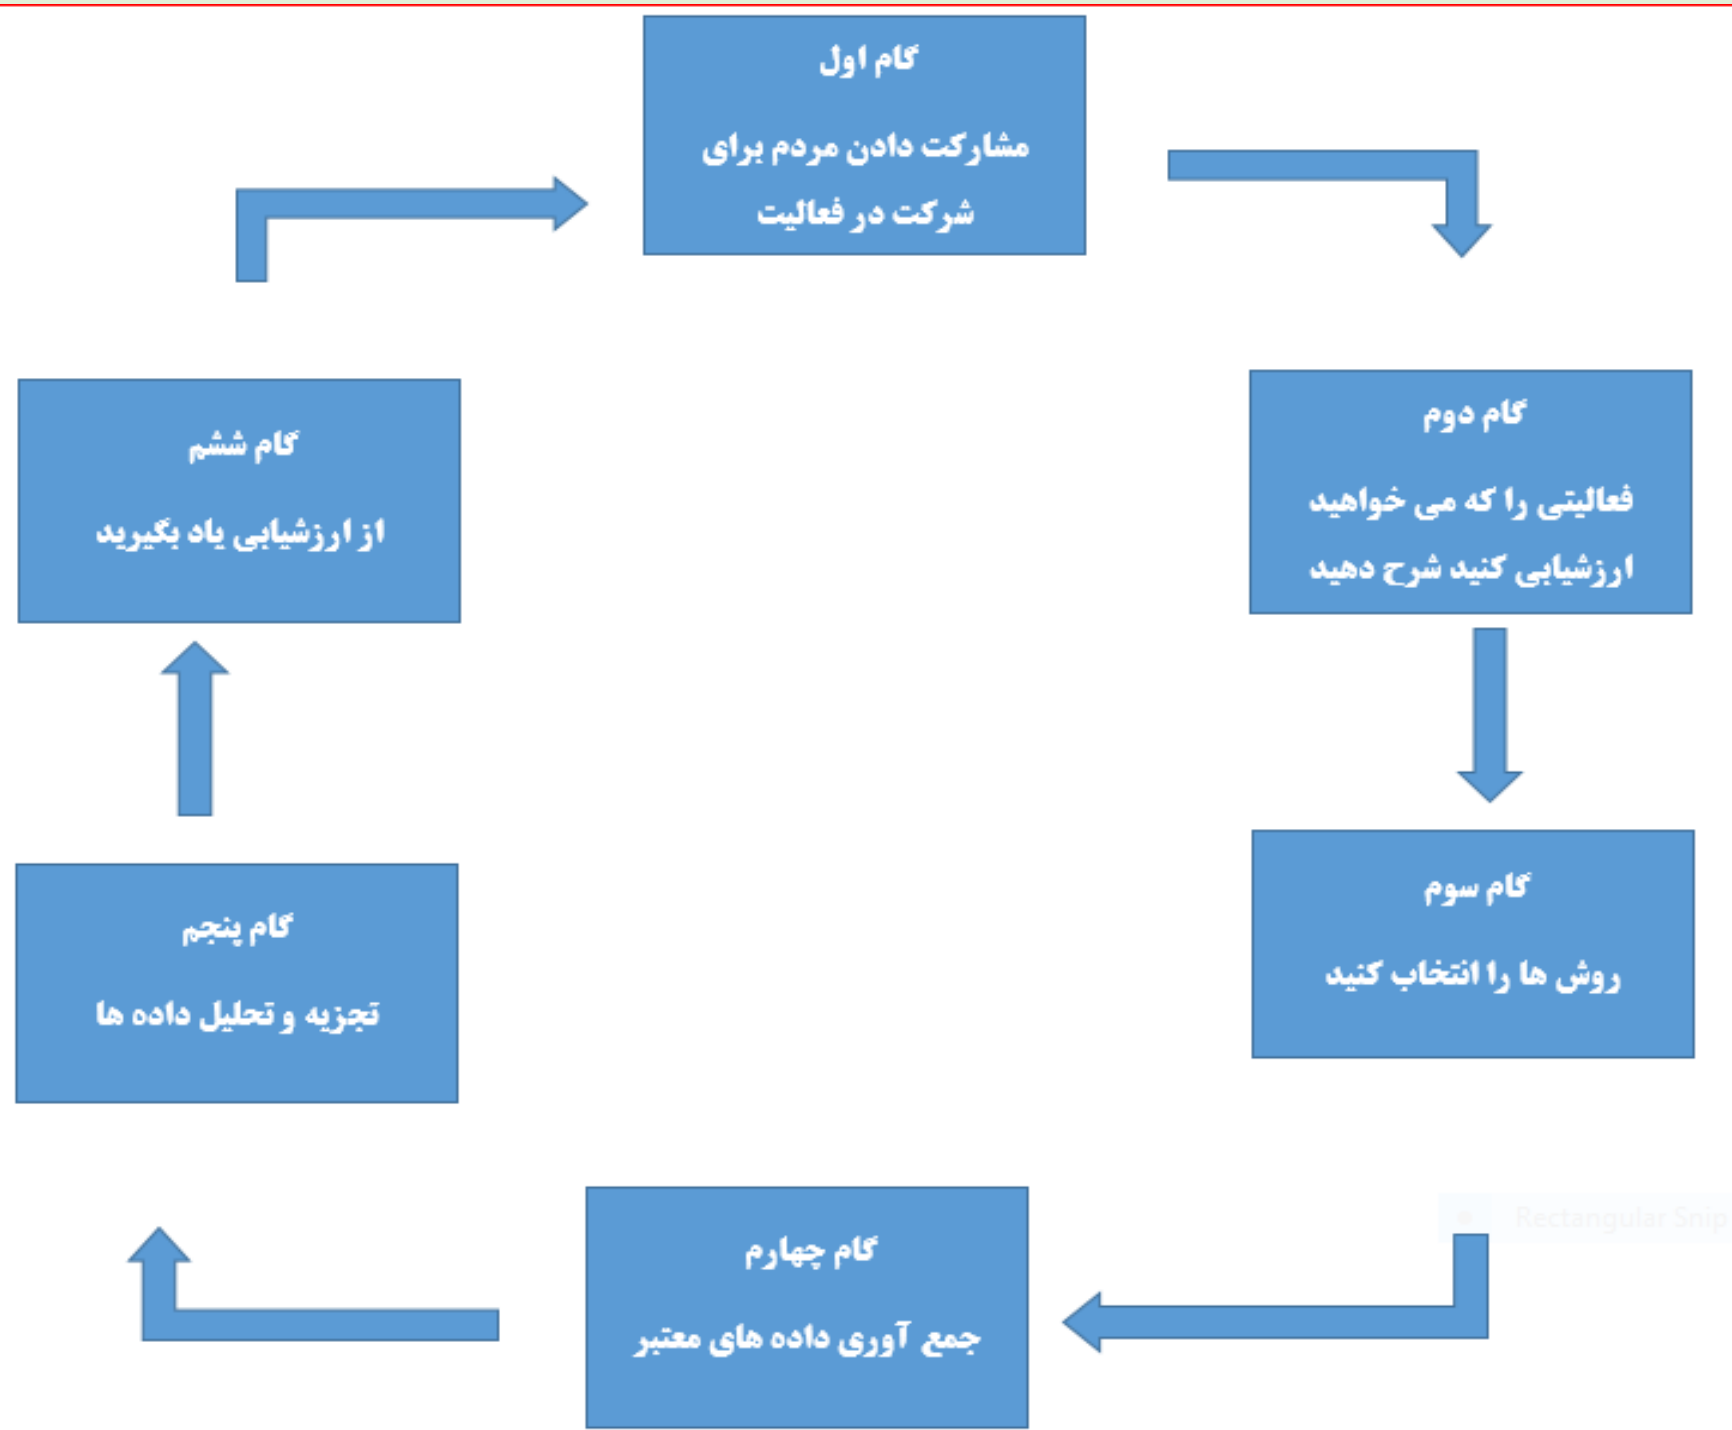 گام اول
مشارکت دادن مردم برای
شرکت در فعالیت
گام دوم
فعالیتی را که می خواهید
ارزشیابی کنید شرح دهید
گام سوم
روش ها را انتخاب کنید
گام چهارم
جمع آوری داده های معتبر
گام پنجم
تجزیه و تحلیل داده ها
گام ششم
از ارزشیابی یاد بگیرید
Rectangular Snip